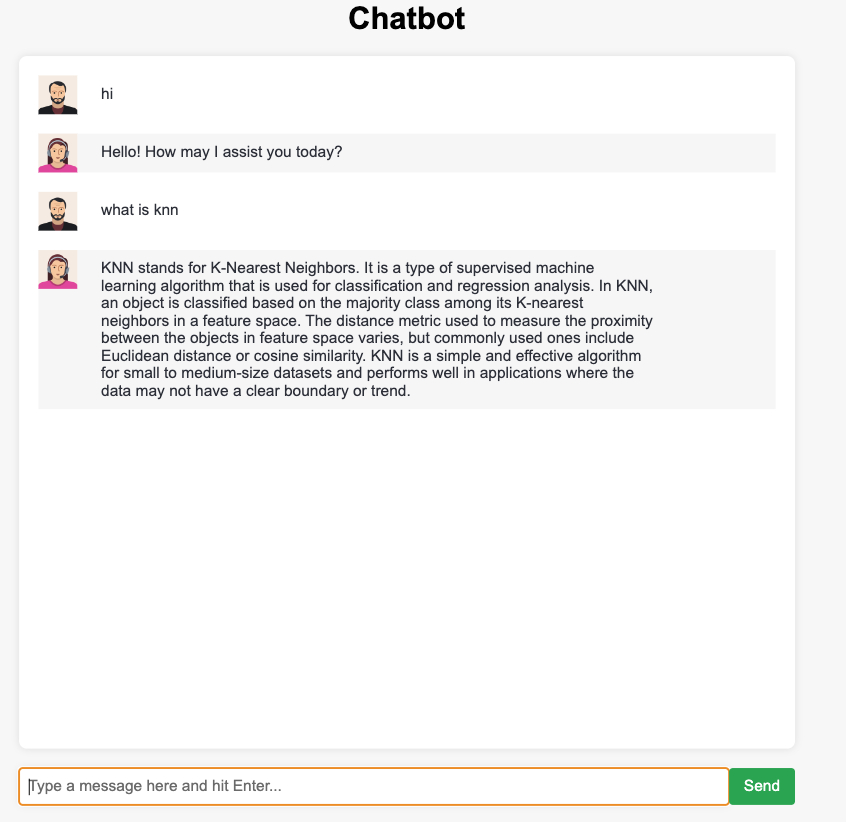 Chatbot
hi
Hello! How may I assist you today?
what is knn
KNN stands for K-Nearest Neighbors. It is a type of supervised machine
learning algorithm that is used for classification and regression analysis. In KNN,
an object is classified based on the majority class among its K-nearest
neighbors in a feature space. The distance metric used to measure the proximity
between the objects in feature space varies, but commonly used ones include
Euclidean distance or cosine similarity. KNN is a simple and effective algorithm
for small to medium-size datasets and performs well in applications where the
data may not have a clear boundary or trend.
Type a message here and hit Enter...
Send